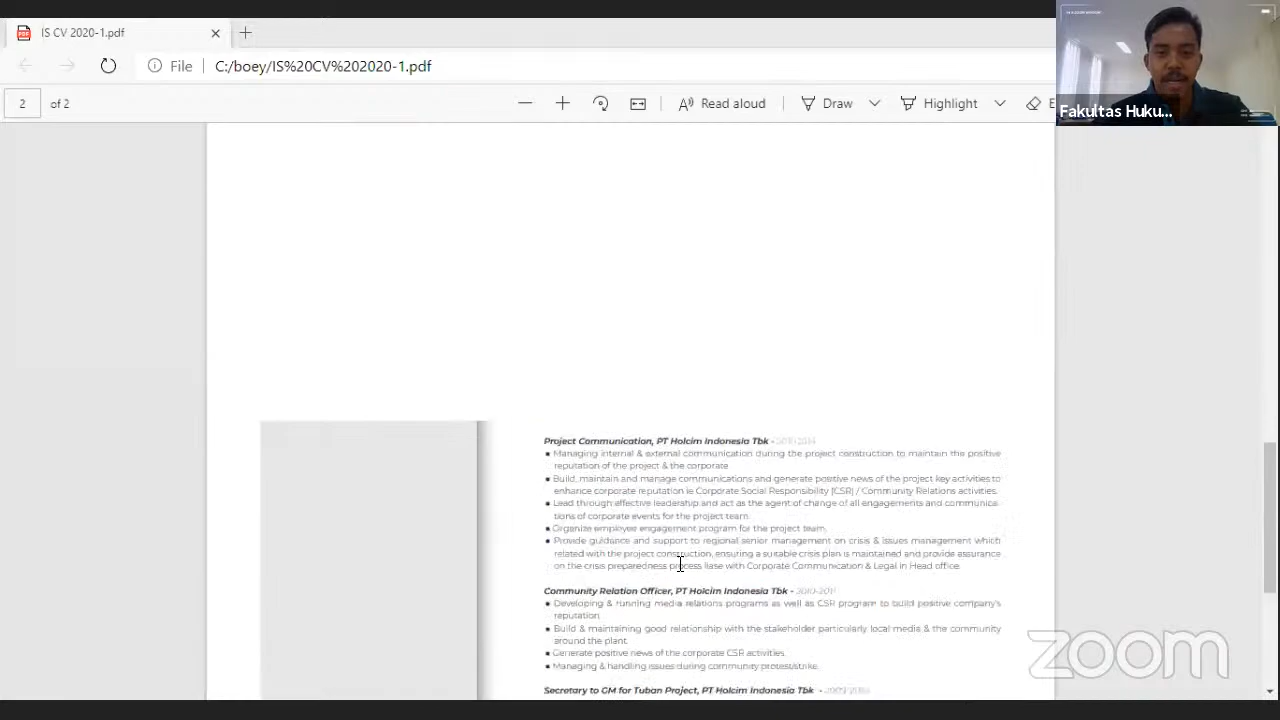 IS CV 2020-1.pdf
File
C:/boey/IS%20CV%202020-1.pdf
2 of 2
Read aloud
Draw
Highlight
E
Fakultas Huku...
Project Communication, PT Holcim Indonesia Tbk -
Managing internal & external communication during the project construction to maintain the positive
reputation of the project & the corporate
Build, maintain and manage communications and generate positive news of the project key activities to
enhance corporate reputation ie Corporate Social Responsibility (CSR) / Community Relations activities.
Lead through effective leadership and act as the agent of change of all engagements and communica-
tions of corporate events for the project team.
Organize employee engagement program for the project team.
Provide guidance and support to regional senior management on crisis & issues management which
related with the project construction, ensuring a suitable crisis plan is maintained and provide assurance
on the crisis preparedness process liase with Corporate Communication & Legal in Head office.
Community Relation Officer, PT Holcim Indonesia Tbk - 2010-2011
Developing & running media relations programs as well as CSR program to build positive company's
reputation.
Build & maintaining good relationship with the stakeholder particularly local media & the community
around the plant.
Generate positive news of the corporate CSR activities.
Managing & handling issues during community protest/strike.
Secretary to GM for Tuban Project, PT Holcim Indonesia Tbk -
zoom